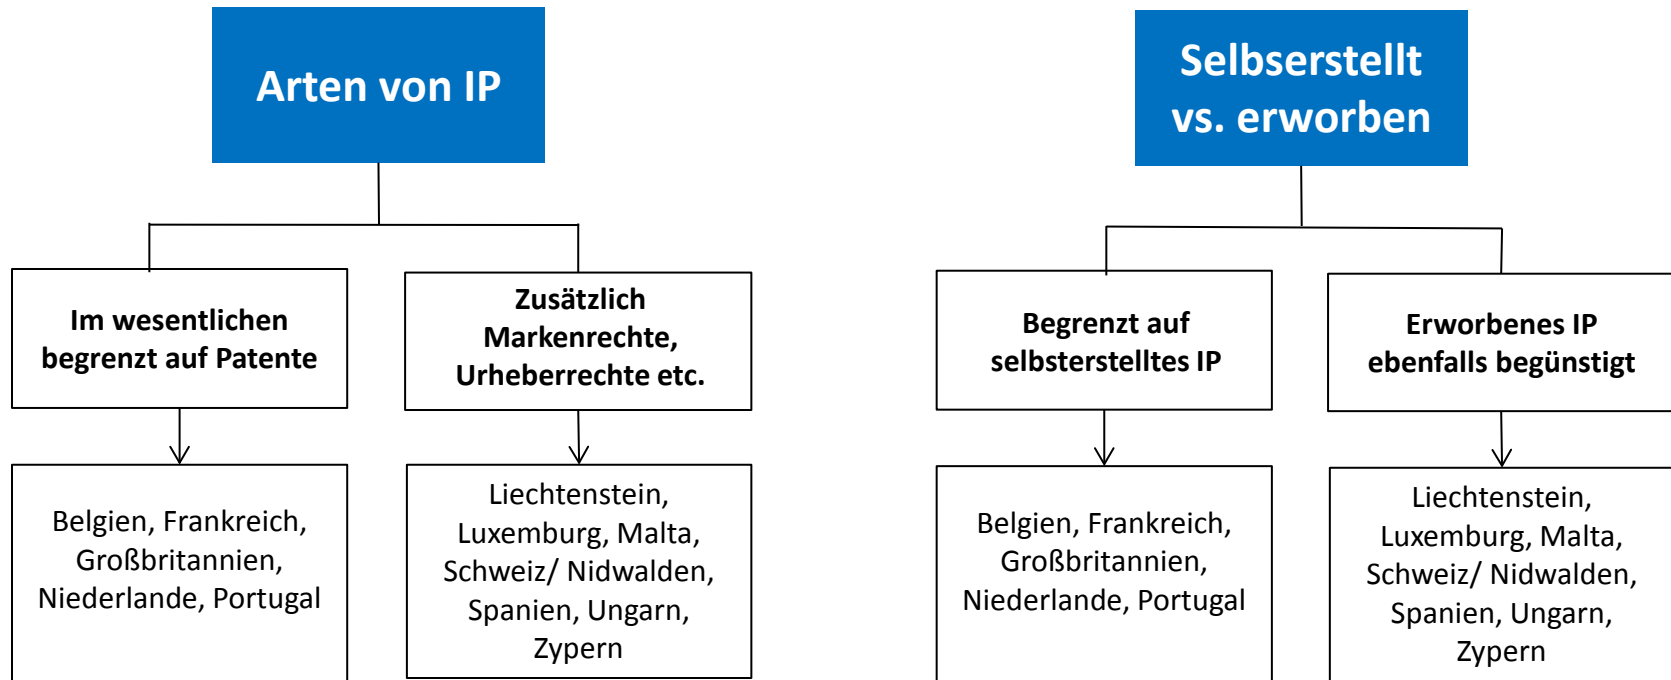 Arten von IP
Im wesentlichen
begrenzt auf Patente
Zusätzlich
Markenrechte,
Urheberrechte etc.
Belgien, Frankreich,
Großbritannien,
Niederlande, Portugal
Liechtenstein,
Luxemburg, Malta,
Schweiz/ Nidwalden,
Spanien, Ungarn,
Zypern
Selbserstellt
vs. erworben
Begrenzt auf
selbsterstelltes IP
Erworbenes IP
ebenfalls begünstigt
Belgien, Frankreich,
Großbritannien,
Niederlande, Portugal
Liechtenstein,
Luxemburg, Malta,
Schweiz/ Nidwalden,
Spanien, Ungarn,
Zypern